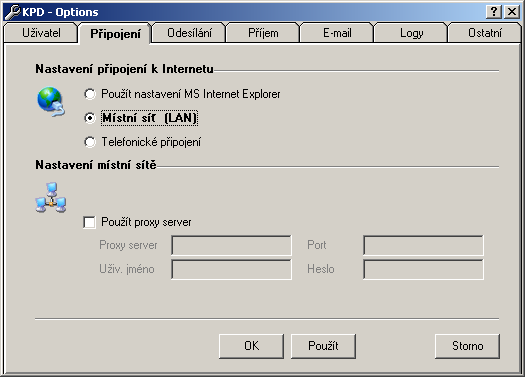 KPD - Options
Uživatel Připojení Odesílání Příjem E-mail Logy Ostatní
Nastavení připojení k Internetu
Použít nastavení MS Internet Explorer
Místní síť (LAN)
Telefonické připojení
Nastavení místní sítě
Použít proxy server
Proxy server Port
Uživ. jméno Heslo
OK Použít Storno